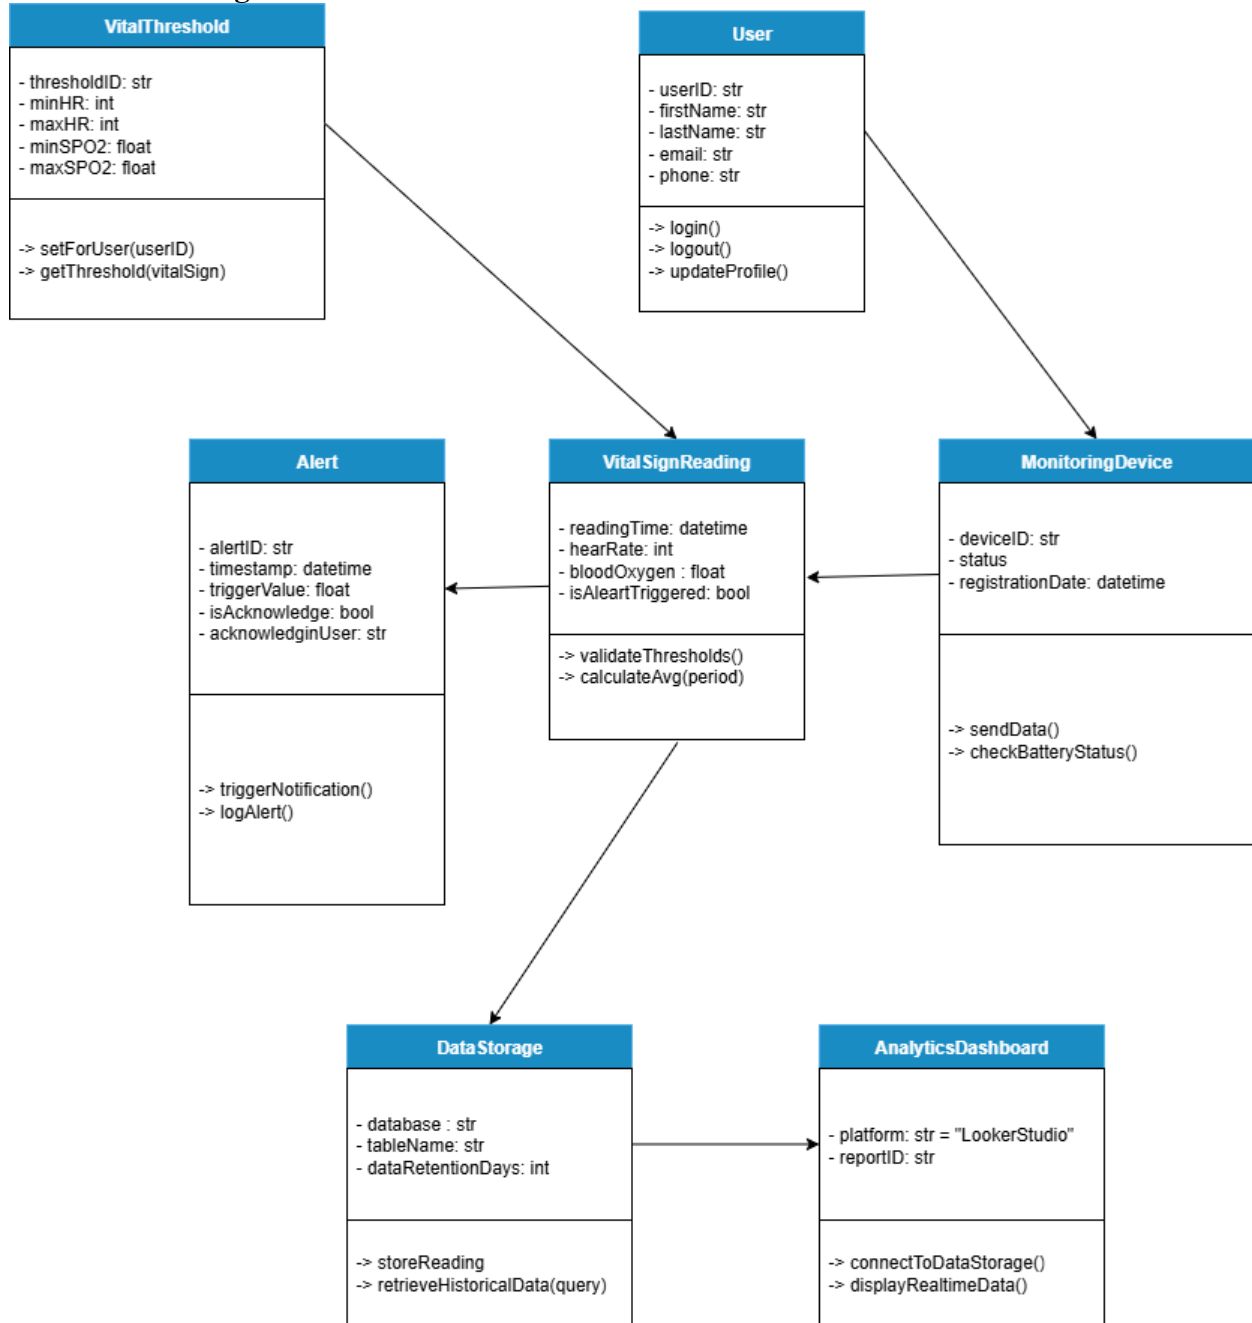 VitalThreshold
- thresholdID: str
- minHR: int
- maxHR: int
- minSPO2: float
- maxSPO2: float
-> setForUser(userID)
-> getThreshold(vitalSign)
User
- userID: str
- firstName: str
- lastName: str
- email: str
- phone: str
-> login()
-> logout()
-> updateProfile()
Alert
- alertID: str
- timestamp: datetime
- triggerValue: float
- isAcknowledge: bool
- acknowledginUser: str
-> triggerNotification()
-> logAlert()
VitalSignReading
- readingTime: datetime
- hearRate: int
- bloodOxygen : float
- isAleartTriggered: bool
-> validateThresholds()
-> calculateAvg(period)
MonitoringDevice
- deviceID: str
- status
- registrationDate: datetime
-> sendData()
-> checkBatteryStatus()
DataStorage
- database : str
- tableName: str
- dataRetentionDays: int
-> storeReading
-> retrieveHistoricalData(query)
AnalyticsDashboard
- platform: str = "LookerStudio"
- reportID: str
-> connectToDataStorage()
-> displayRealtimeData()